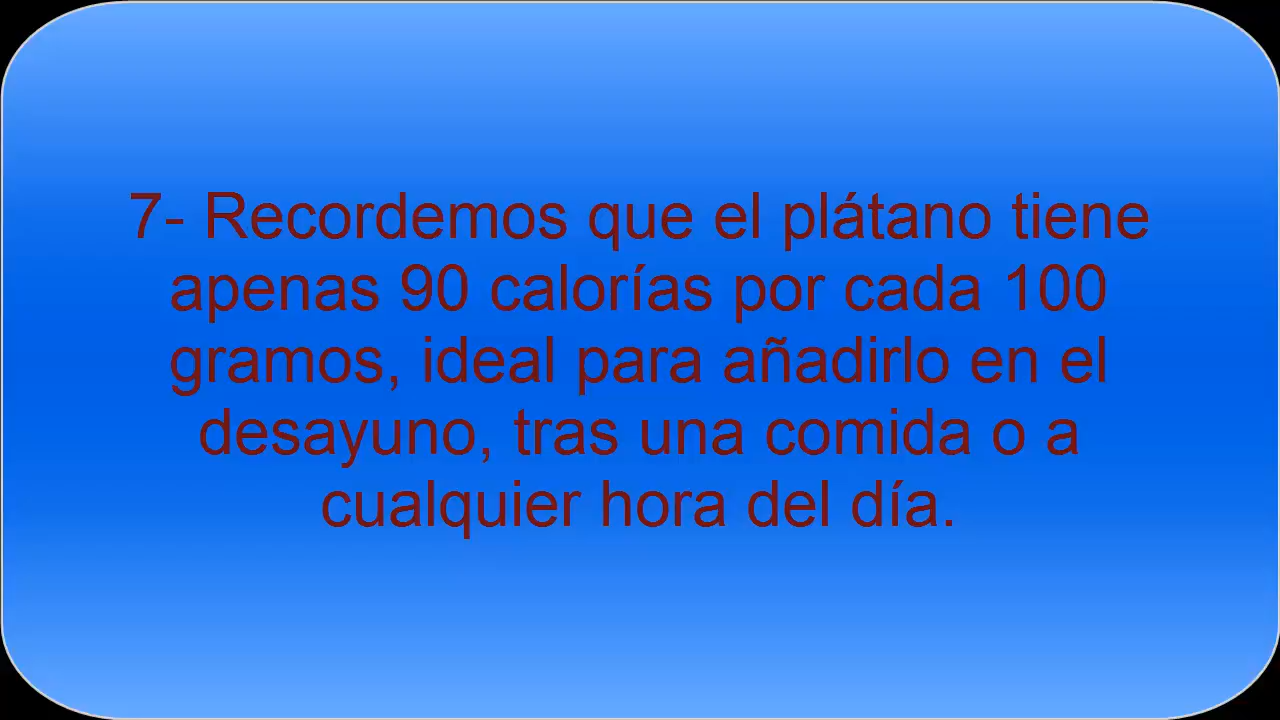 7- Recordemos que el plátano tiene
apenas 90 calorías por cada 100
gramos, ideal para añadirlo en el
desayuno, tras una comida o a
cualquier hora del día.